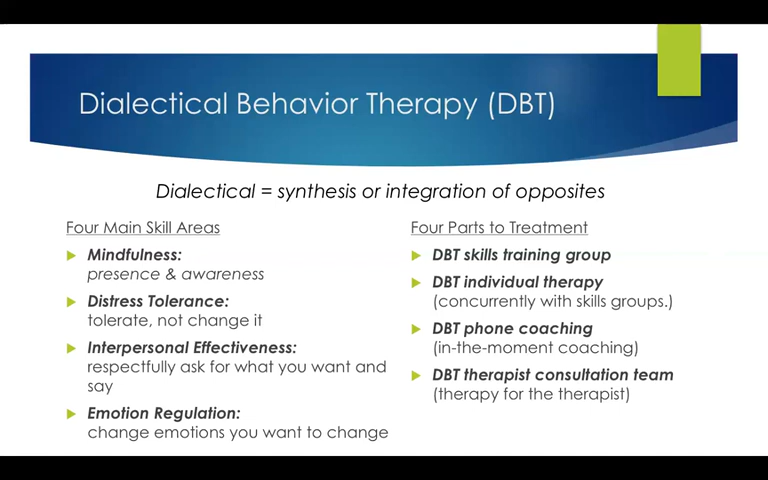 Dialectical Behavior Therapy (DBT)
Dialectical = synthesis or integration of opposites
Four Main Skill Areas
Mindfulness:
presence & awareness
Distress Tolerance:
tolerate, not change it
Interpersonal Effectiveness:
respectfully ask for what you want and
say
Emotion Regulation:
change emotions you want to change
Four Parts to Treatment
DBT skills training group
DBT individual therapy
(concurrently with skills groups.)
DBT phone coaching
(in-the-moment coaching)
DBT therapist consultation team
(therapy for the therapist)